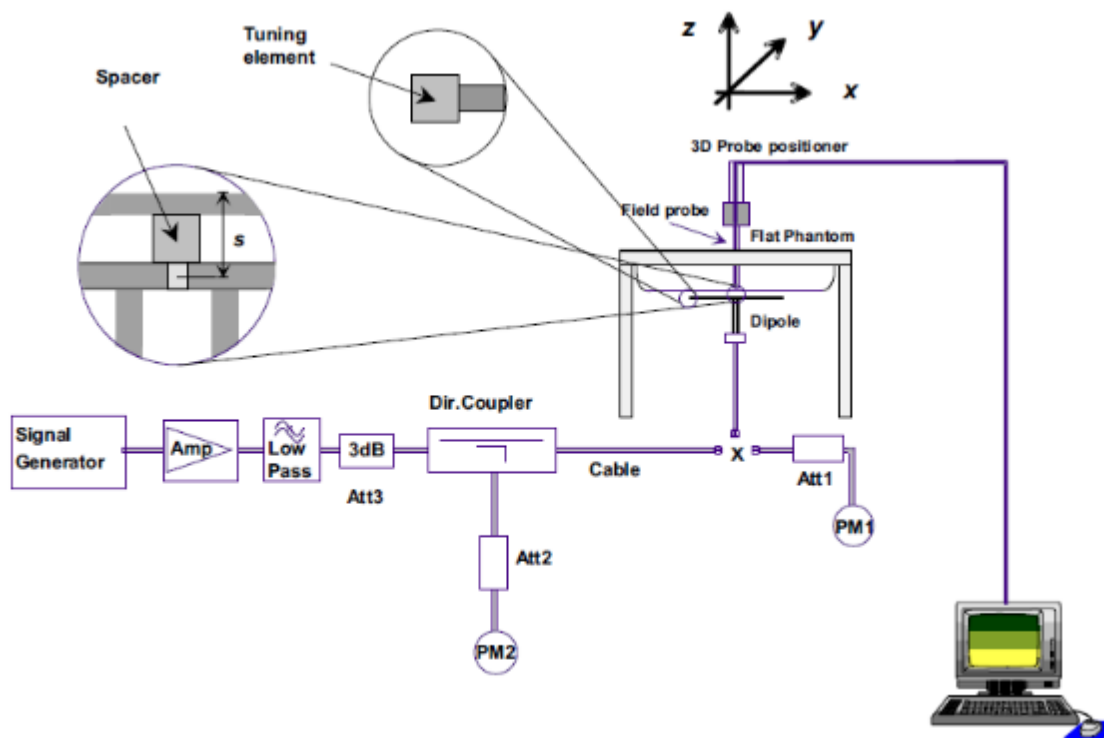 Tuning
element
Spacer
s
z
y
x
3D Probe positioner
Field probe
Flat Phantom
Dipole
Dir.Coupler
Signal
Generator
Amp
Low
Pass
3dB
Att3
Cable
X
Att1
PM1
Att2
PM2